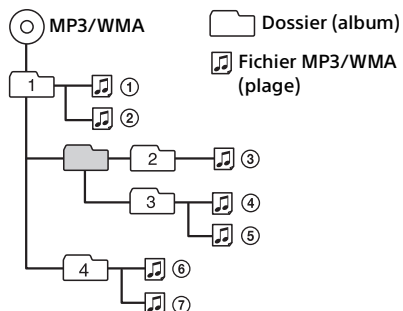 MP3/WMA
Dossier (album)
Fichier MP3/WMA
(plage)
1
①
②
2
③
3
④
⑤
4
⑥
⑦